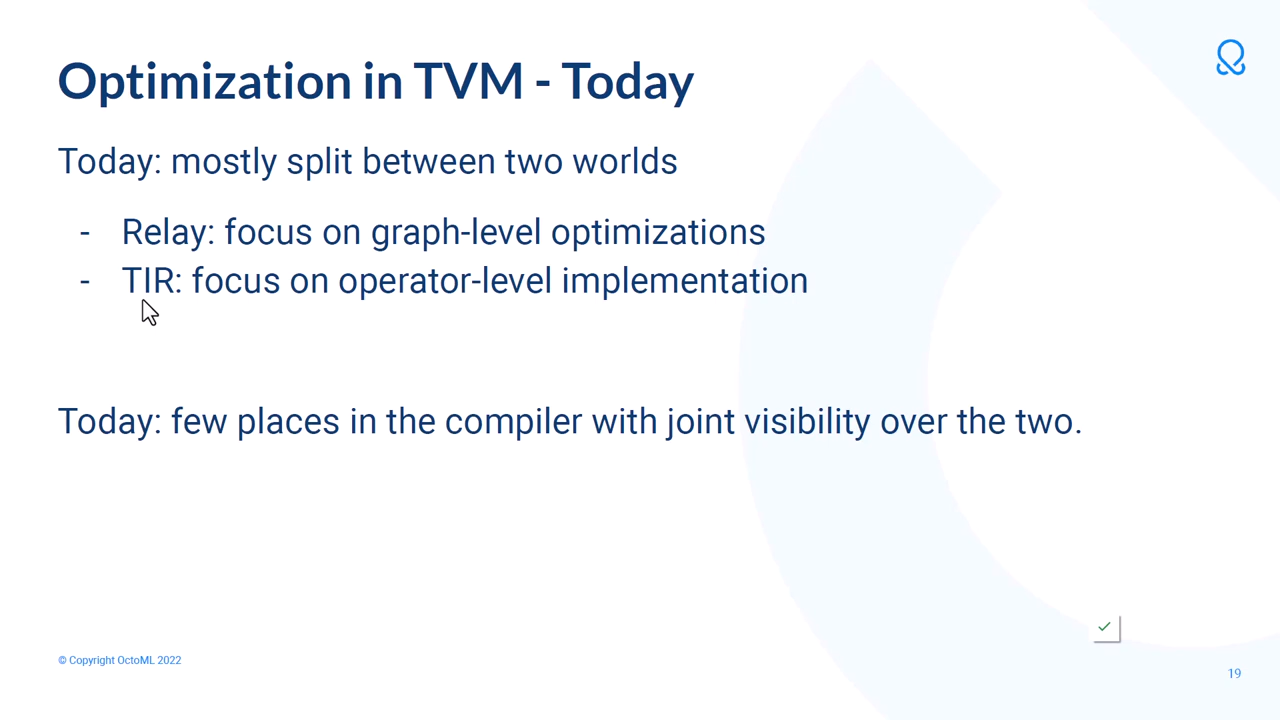 Optimization in TVM - Today
Today: mostly split between two worlds
- Relay: focus on graph-level optimizations
- TIR: focus on operator-level implementation
Today: few places in the compiler with joint visibility over the two.
© Copyright OctoML 2022
19